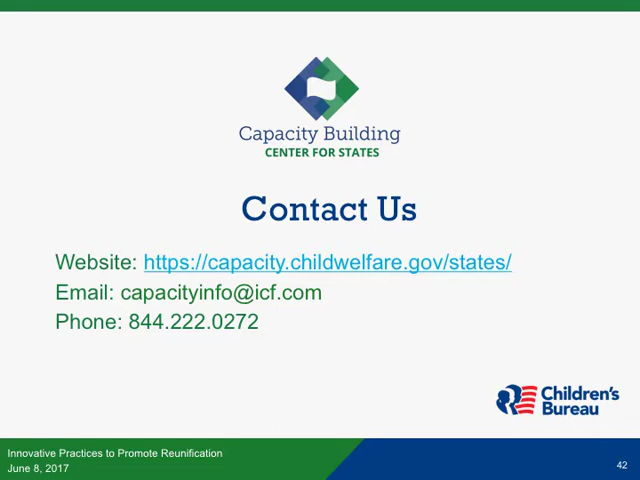 Capacity Building
CENTER FOR STATES
Contact Us
Website: https://capacity.childwelfare.gov/states/
Email: capacityinfo@icf.com
Phone: 844.222.0272
Children's
Bureau
Innovative Practices to Promote Reunification
June 8, 2017
42